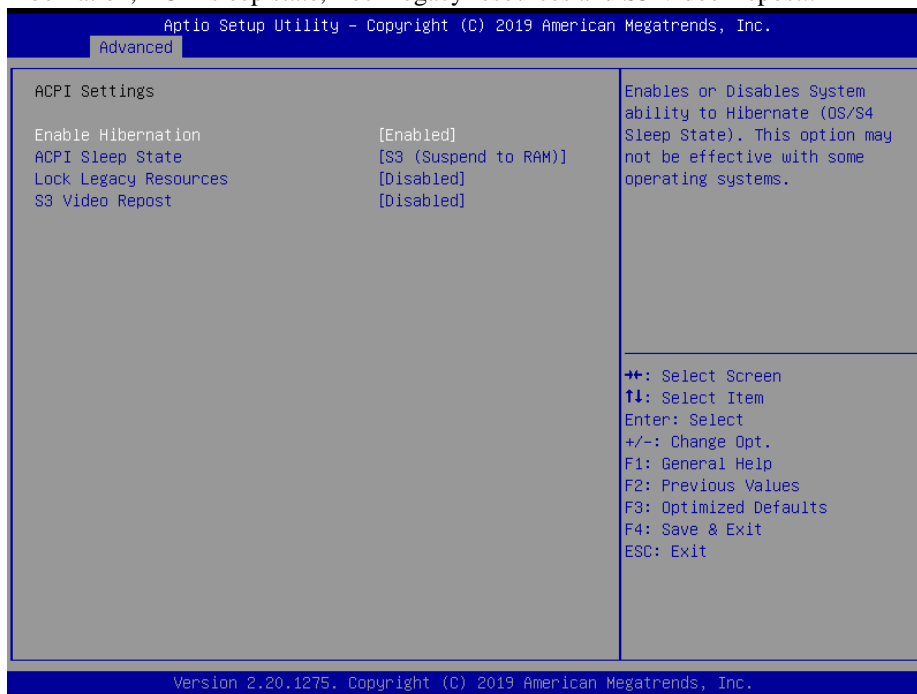 Aptio Setup Utility – Copyright (C) 2019 American Megatrends, Inc.
Advanced
ACPI Settings
Enable Hibernation [Enabled]
ACPI Sleep State [S3 (Suspend to RAM)]
Lock Legacy Resources [Disabled]
S3 Video Repost [Disabled]
Enables or Disables System
ability to Hibernate (OS/S4
Sleep State). This option may
not be effective with some
operating systems.
→←: Select Screen
↑↓: Select Item
Enter: Select
+/-: Change Opt.
F1: General Help
F2: Previous Values
F3: Optimized Defaults
F4: Save & Exit
ESC: Exit
Version 2.20.1275. Copyright (C) 2019 American Megatrends, Inc.